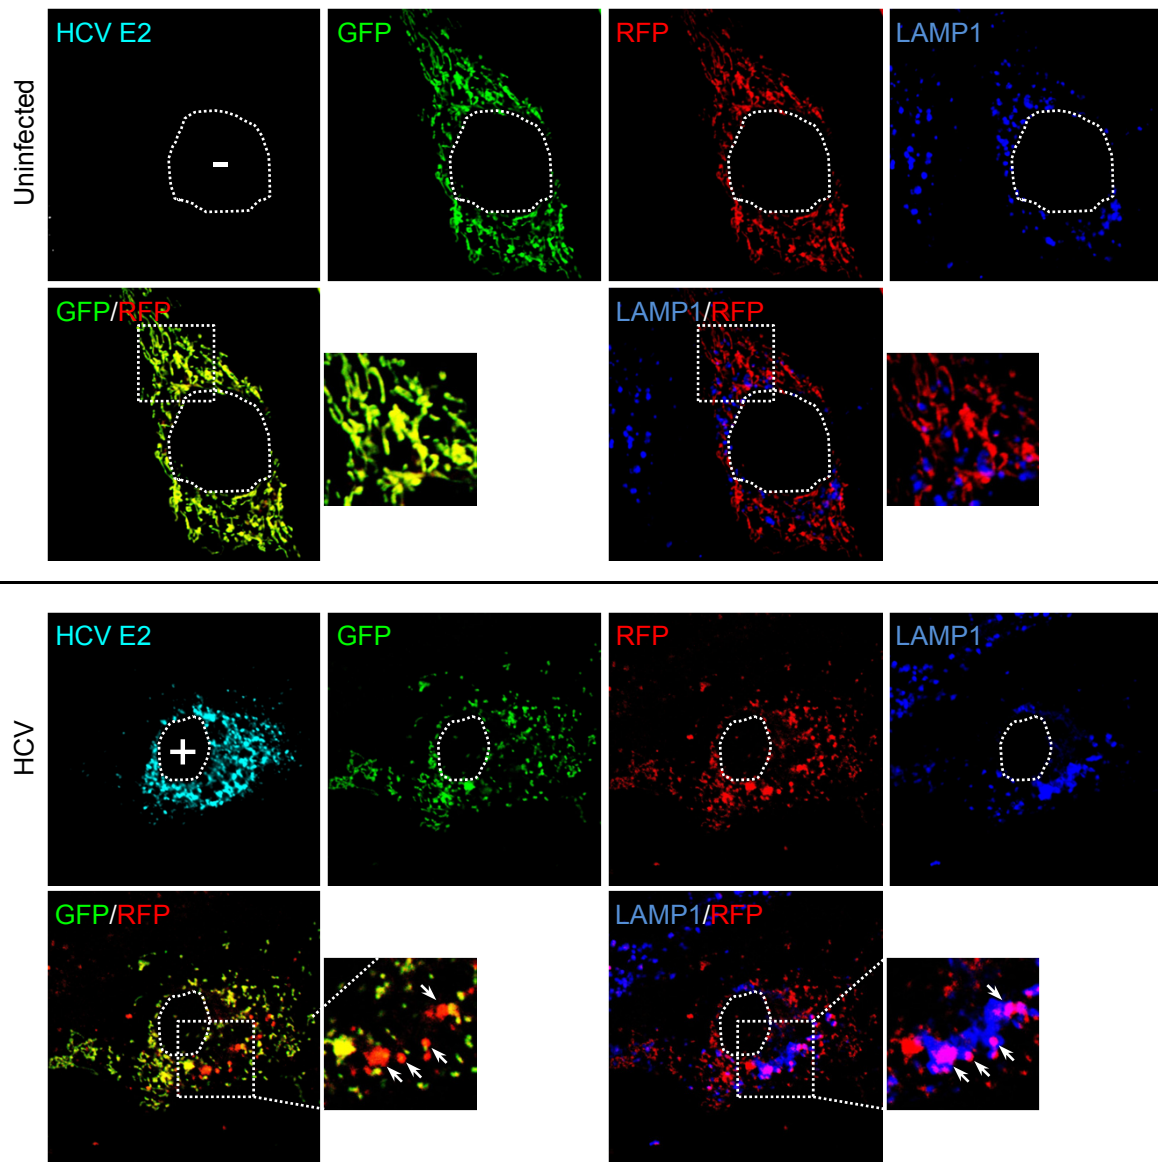 Uninfected
HCV E2
GFP
RFP
LAMP1
-
GFP/RFP
LAMP1/RFP
HCV
HCV E2
GFP
RFP
LAMP1
+
GFP/RFP
LAMP1/RFP